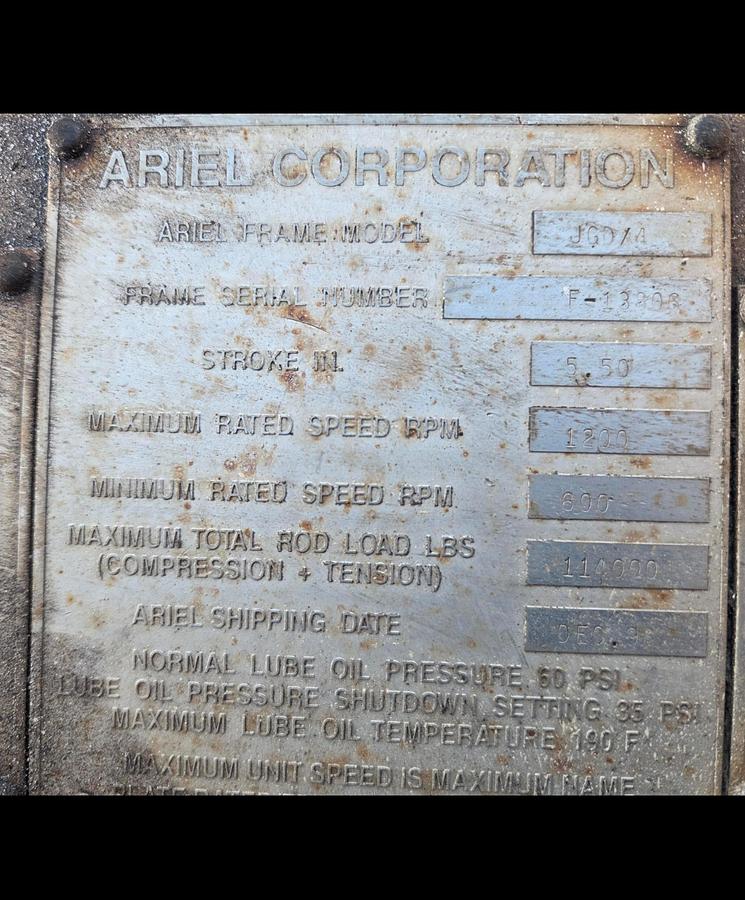 ARIEL CORPORATION
ARIEL FRAME MODEL JGD/4
FRAME SERIAL NUMBER
STROKE IN. 5.50
MAXIMUM RATED SPEED RPM 1200
MINIMUM RATED SPEED RPM 600
MAXIMUM TOTAL ROD LOAD LBS
(COMPRESSION + TENSION) 114000
ARIEL SHIPPING DATE
NORMAL LUBE OIL PRESSURE 60 PSI
LUBE OIL PRESSURE SHUTDOWN SETTING 35 PSI
MAXIMUM LUBE OIL TEMPERATURE 190 F
MAXIMUM UNIT SPEED IS MAXIMUM NAME